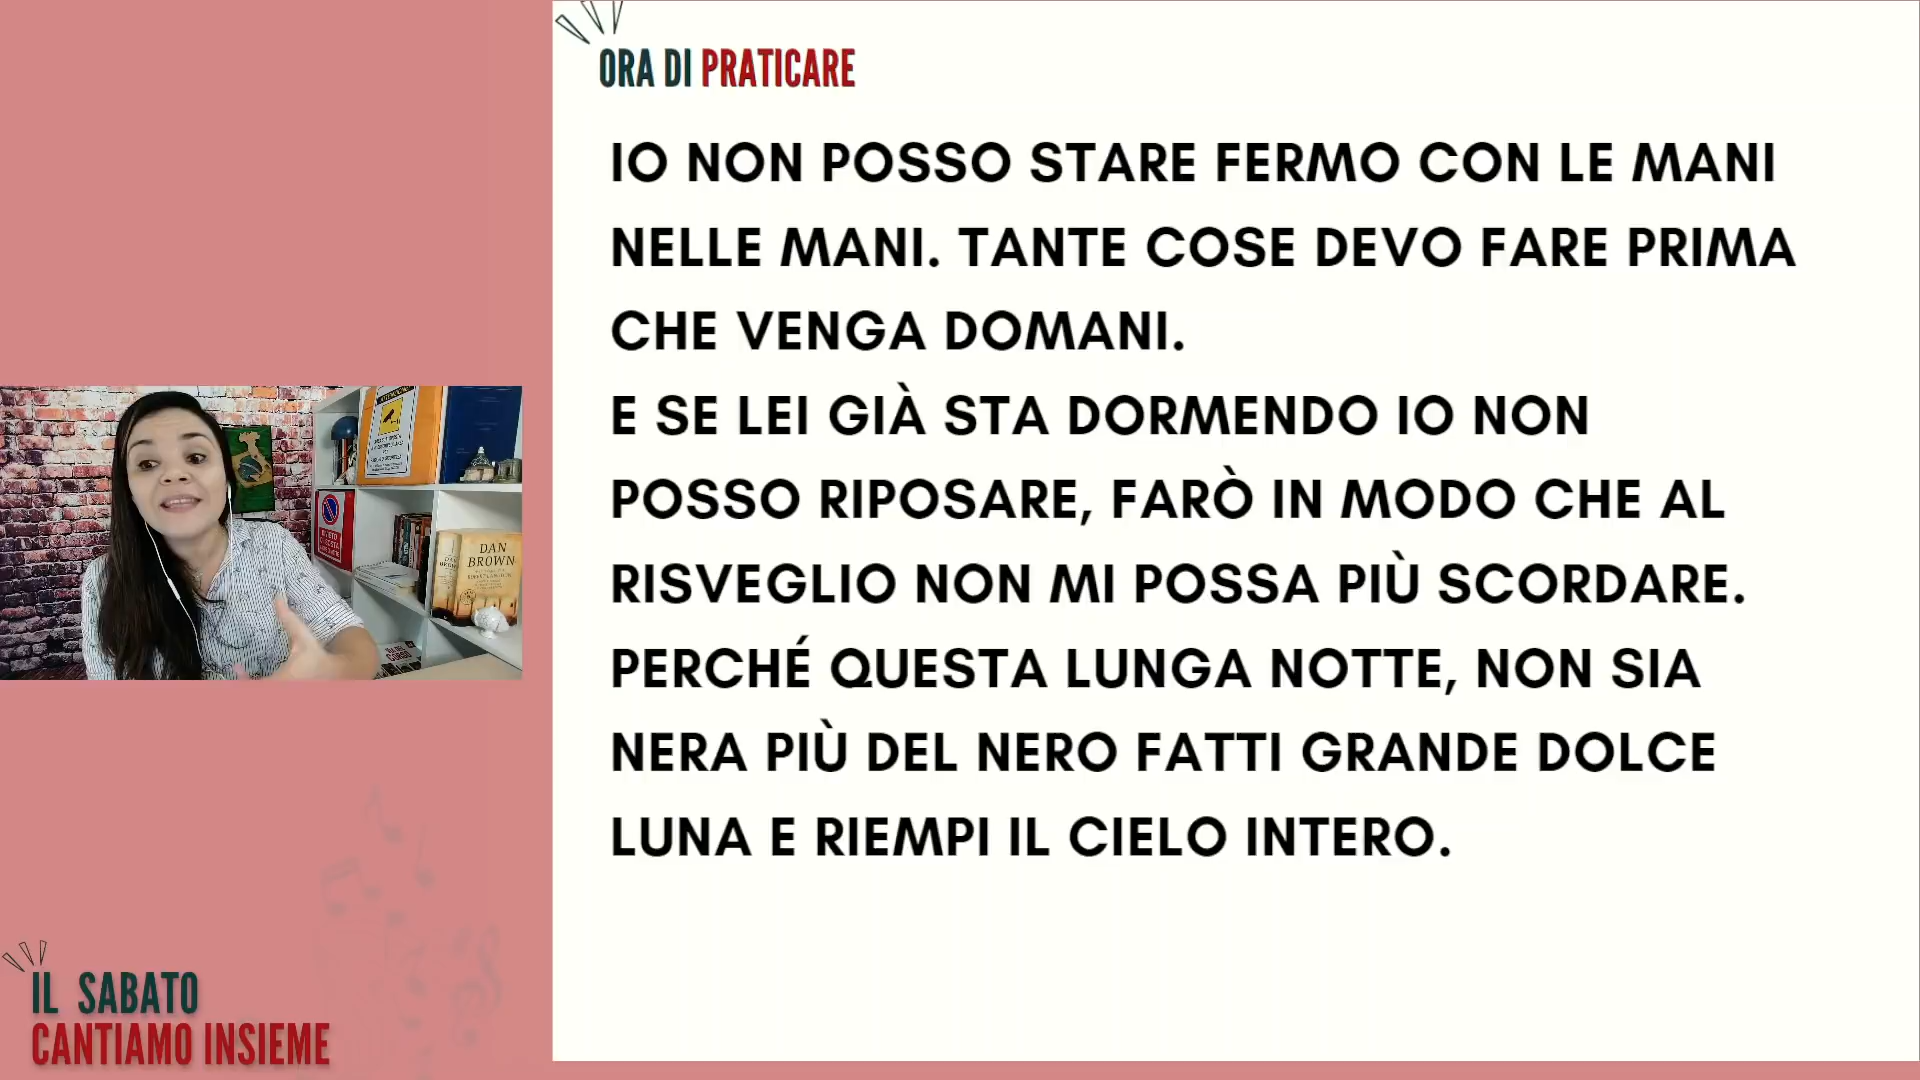 ORA DI PRATICARE
IO NON POSSO STARE FERMO CON LE MANI
NELLE MANI. TANTE COSE DEVO FARE PRIMA
CHE VENGA DOMANI.
E SE LEI GIÀ STA DORMENDO IO NON
POSSO RIPOSARE, FARÒ IN MODO CHE AL
RISVEGLIO NON MI POSSA PIÙ SCORDARE.
PERCHÉ QUESTA LUNGA NOTTE, NON SIA
NERA PIÙ DEL NERO FATTI GRANDE DOLCE
LUNA E RIEMPI IL CIELO INTERO.
DAN
BROWN
IL SABATO
CANTIAMO INSIEME